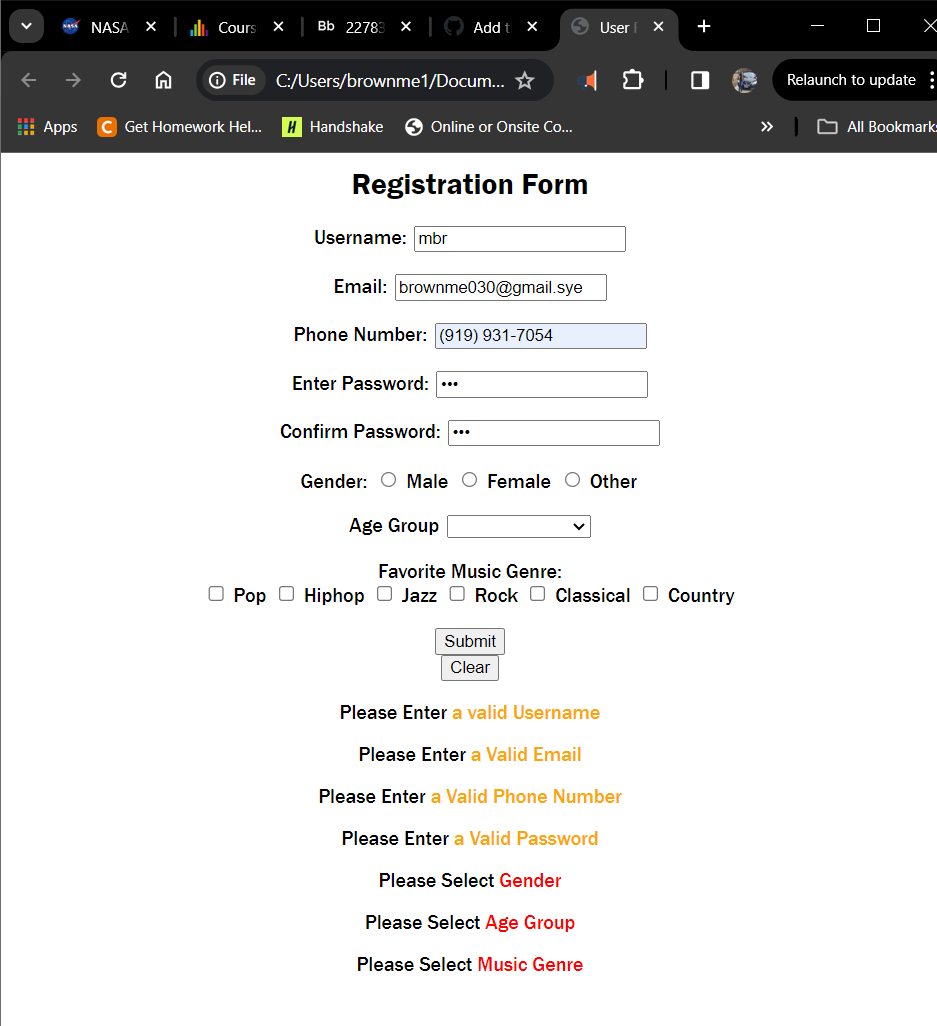 NASA NASA Cours Bb 22783 Add t User
File C:/Users/brownme1/Docum... Relaunch to update
Apps C Get Homework Hel... H Handshake Online or Onsite Co... All Bookmarks
Registration Form
Username: mbr
Email: brownme030@gmail.sye
Phone Number: (919) 931-7054
Enter Password: •••
Confirm Password: •••
Gender: Male Female Other
Age Group
Favorite Music Genre:
Pop Hiphop Jazz Rock Classical Country
Submit
Clear
Please Enter a valid Username
Please Enter a Valid Email
Please Enter a Valid Phone Number
Please Enter a Valid Password
Please Select Gender
Please Select Age Group
Please Select Music Genre